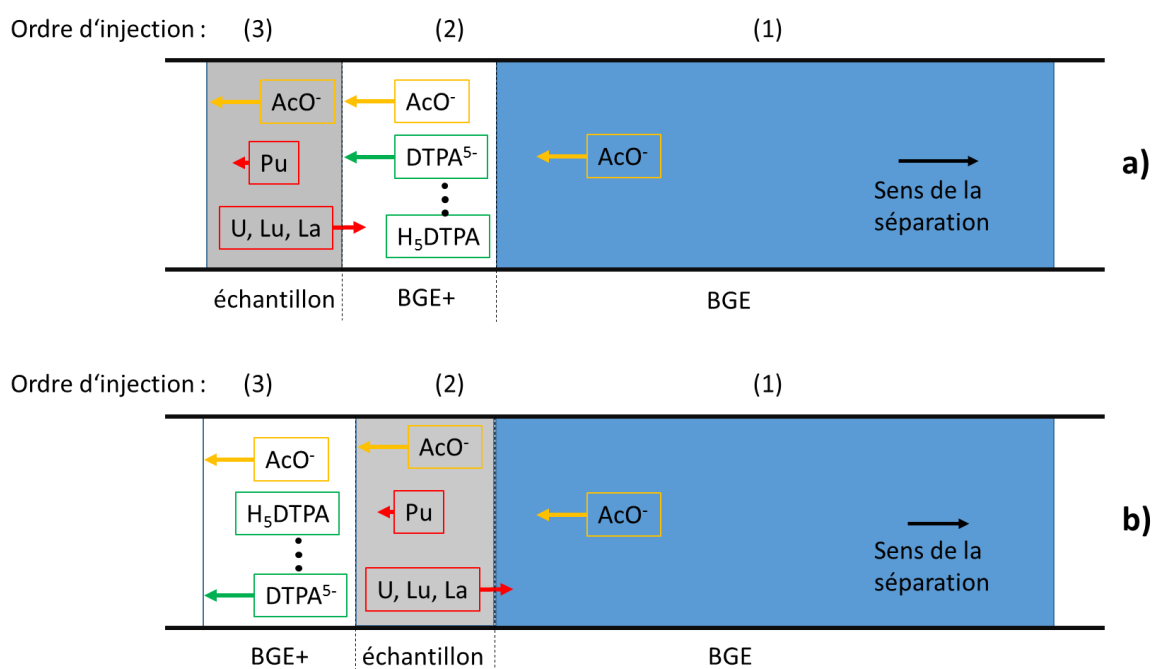 Ordre d‘injection : (3) (2) (1)
AcO⁻ AcO⁻
Pu DTPA⁵⁻ AcO⁻ a)
Sens de la
séparation
U, Lu, La H₅DTPA
échantillon BGE+ BGE
Ordre d‘injection : (3) (2) (1)
AcO⁻ AcO⁻
H₅DTPA Pu AcO⁻ b)
Sens de la
séparation
DTPA⁵⁻ U, Lu, La
BGE+ échantillon BGE